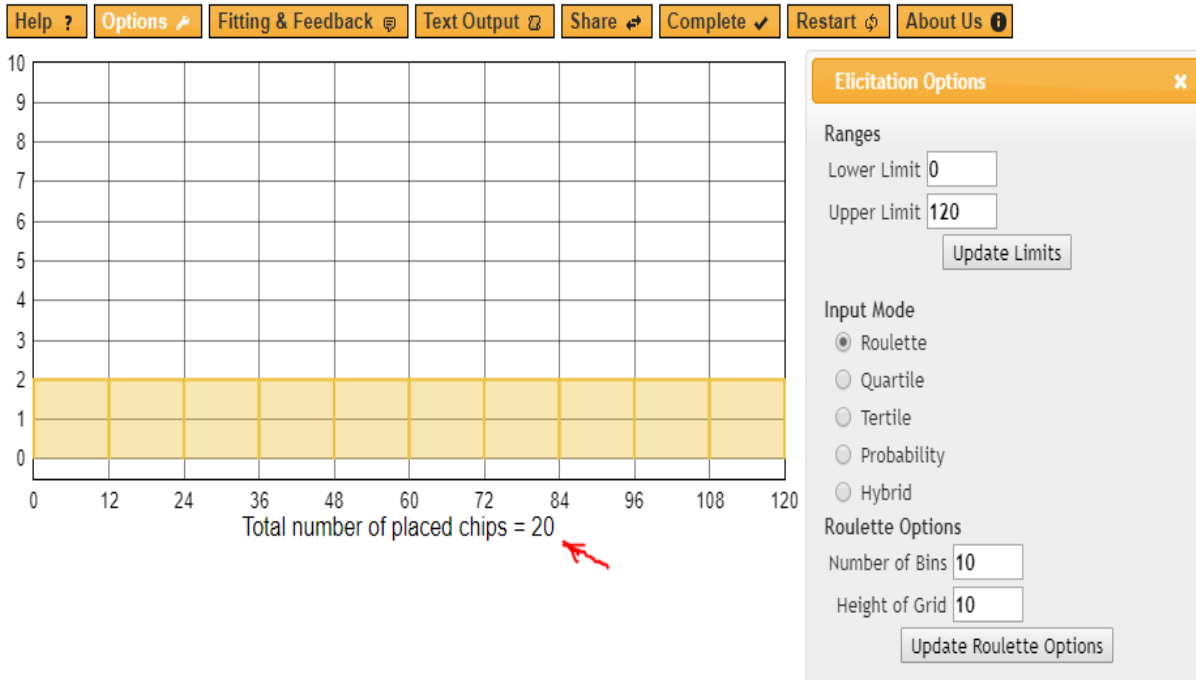 Help ? Options Fitting & Feedback Text Output Share Complete Restart About Us
10
9
8
7
6
5
4
3
2
1
0
0 12 24 36 48 60 72 84 96 108 120
Total number of placed chips = 20
Elicitation Options
Ranges
Lower Limit 0
Upper Limit 120
Update Limits
Input Mode
Roulette
Quartile
Tertile
Probability
Hybrid
Roulette Options
Number of Bins 10
Height of Grid 10
Update Roulette Options